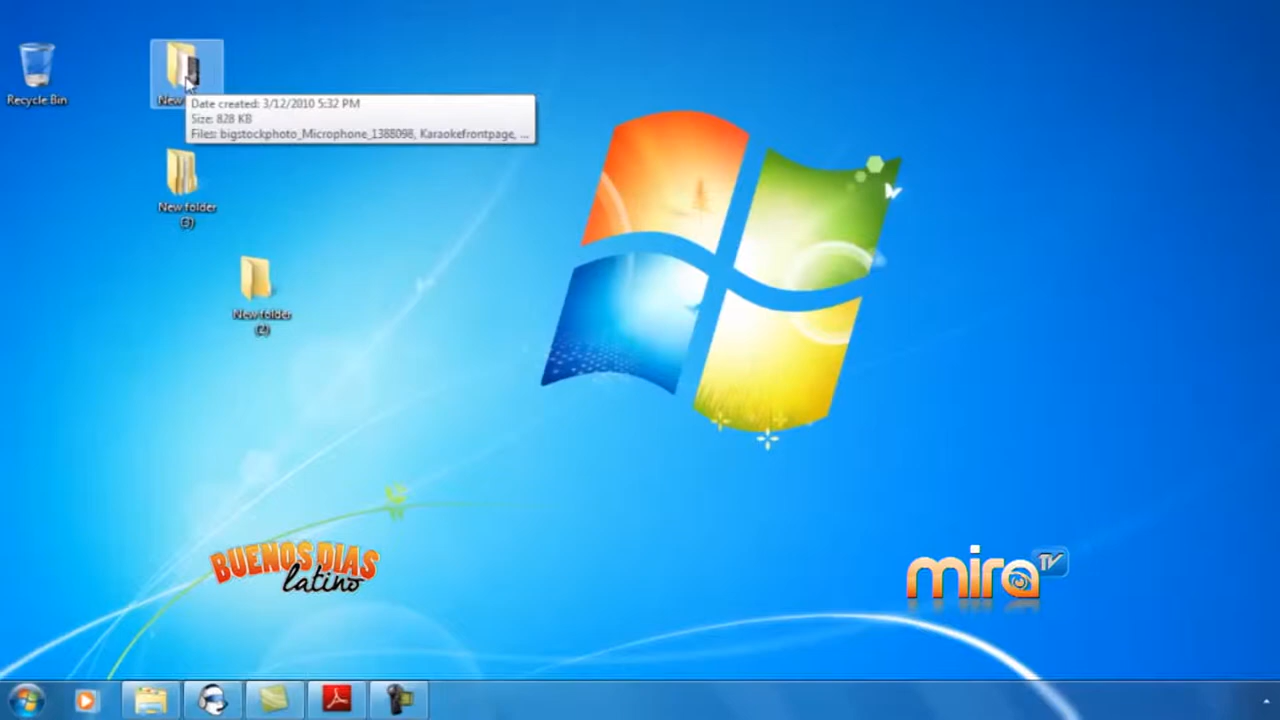 Recycle Bin
New
Date created: 3/12/2010 5:32 PM
Size: 828 KB
Files: bigstockphoto_Microphone_1388098, Karaokefrontpage, ...
New folder
(3)
New folder
(2)
BUENOS DIAS
latino
mira TV